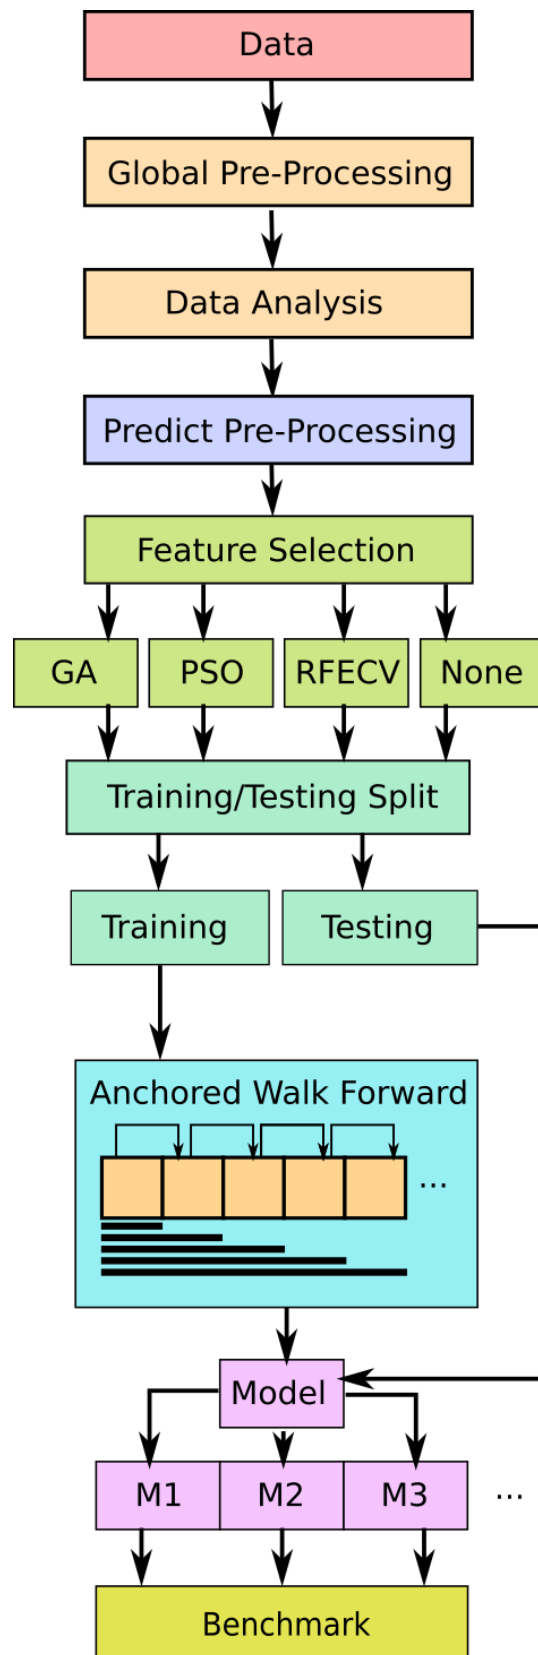 Data
Global Pre-Processing
Data Analysis
Predict Pre-Processing
Feature Selection
GA PSO RFECV None
Training/Testing Split
Training Testing
Anchored Walk Forward
...
Model
M1 M2 M3 ...
Benchmark